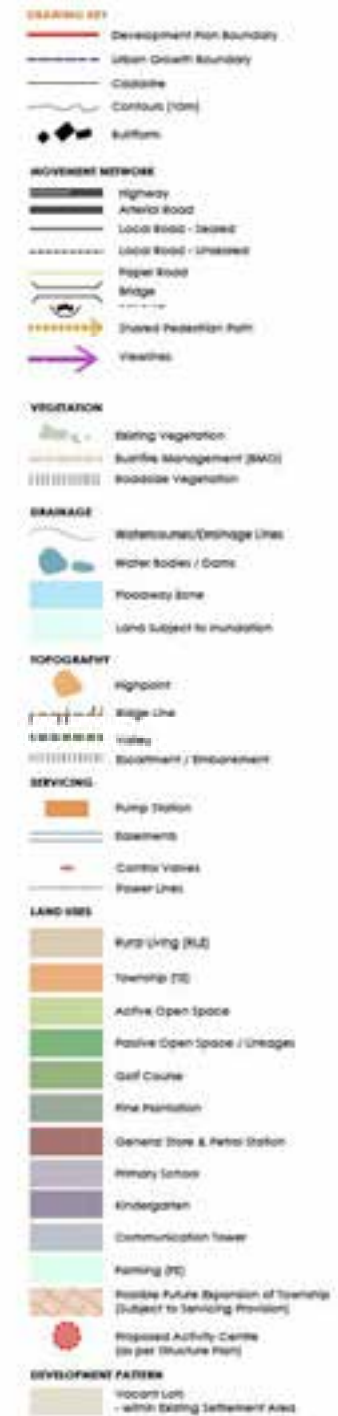 DRAWING KEY
Development Plan Boundary
Urban Growth Boundary
Cadastre
Contours (10m)
Builtform
MOVEMENT NETWORK
Highway
Arterial Road
Local Road - Sealed
Local Road - Unsealed
Paper Road
Bridge
Shared Pedestrian Path
Viewlines
VEGETATION
Existing Vegetation
Bushfire Management (BMO)
Roadside Vegetation
DRAINAGE
Watercourses/Drainage Lines
Water Bodies / Dams
Floodway Zone
Land Subject to Inundation
TOPOGRAPHY
Highpoint
Ridge Line
Valley
Escartment / Embankment
SERVICING
Pump Station
Easements
Control Valves
Power Lines
LAND USES
Rural Living (RLZ)
Township (TZ)
Active Open Space
Passive Open Space / Linkages
Golf Course
Pine Plantation
General Store & Petrol Station
Primary School
Kindergarten
Communication Tower
Farming (FZ)
Possible Future Expansion of Township
(Subject to Servicing Provision)
Proposed Activity Centre
(as per Structure Plan)
DEVELOPMENT PATTERN
Vacant Lots
- within Existing Settlement Area